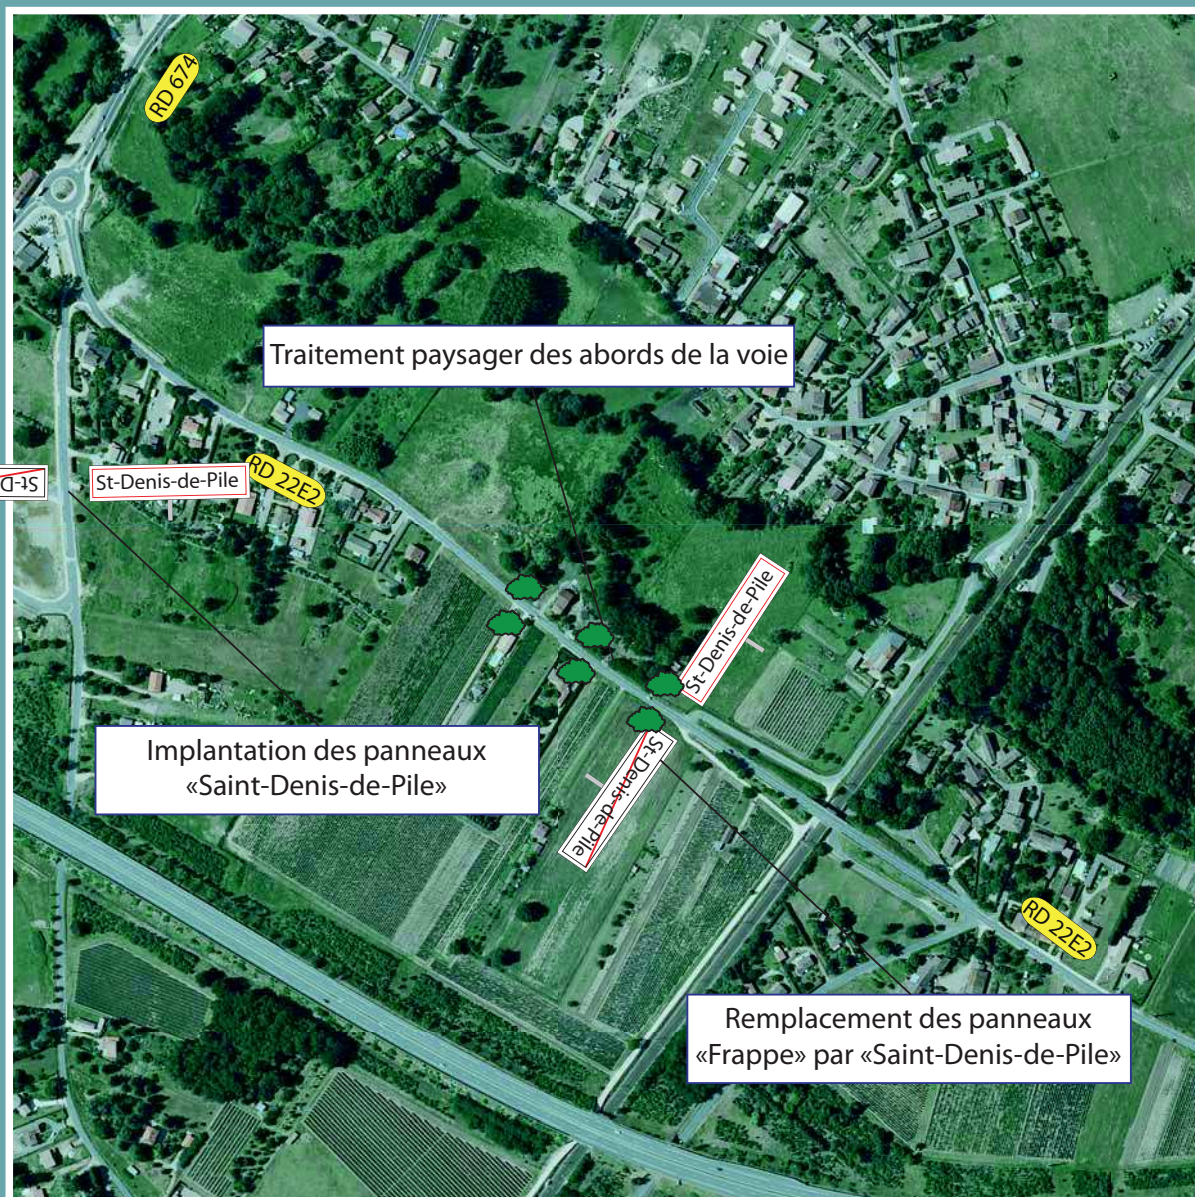 RD 674
Traitement paysager des abords de la voie
St-D
St-Denis-de-Pile
RD 22E2
St-Denis-de-Pile
St-Denis-de-Pile
Implantation des panneaux
«Saint-Denis-de-Pile»
RD 22E2
Remplacement des panneaux
«Frappe» par «Saint-Denis-de-Pile»